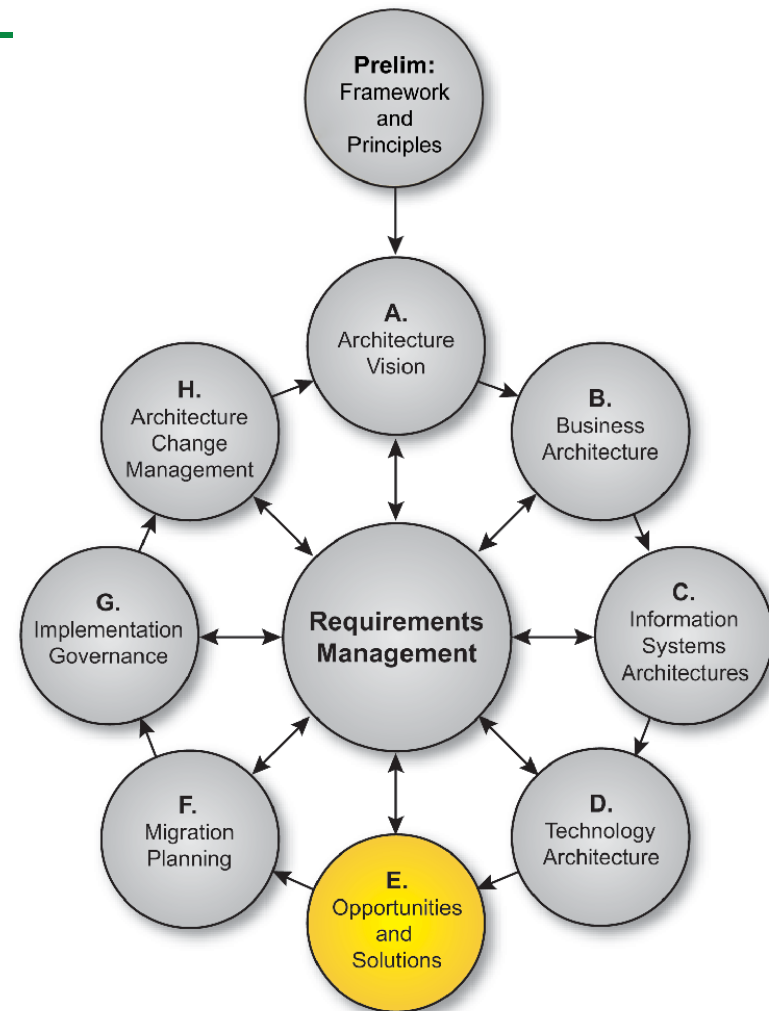 Prelim:
Framework
and
Principles
A.
Architecture
Vision
B.
Business
Architecture
C.
Information
Systems
Architectures
D.
Technology
Architecture
E.
Opportunities
and
Solutions
F.
Migration
Planning
G.
Implementation
Governance
H.
Architecture
Change
Management
Requirements
Management